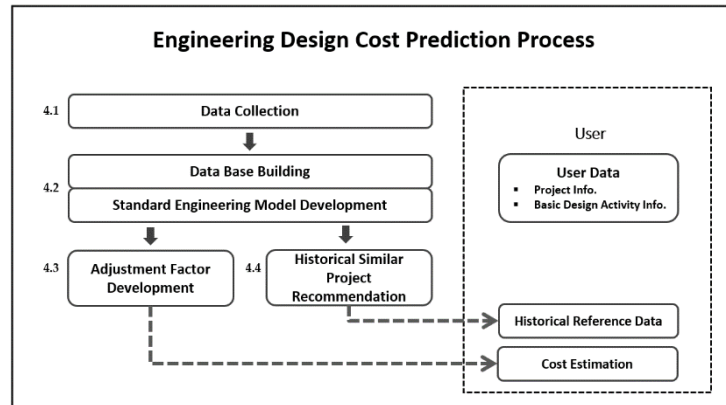 Engineering Design Cost Prediction Process
4.1
Data Collection
4.2
Data Base Building
Standard Engineering Model Development
4.3
Adjustment Factor
Development
4.4
Historical Similar
Project
Recommendation
User
User Data
▪ Project Info.
▪ Basic Design Activity Info.
Historical Reference Data
Cost Estimation